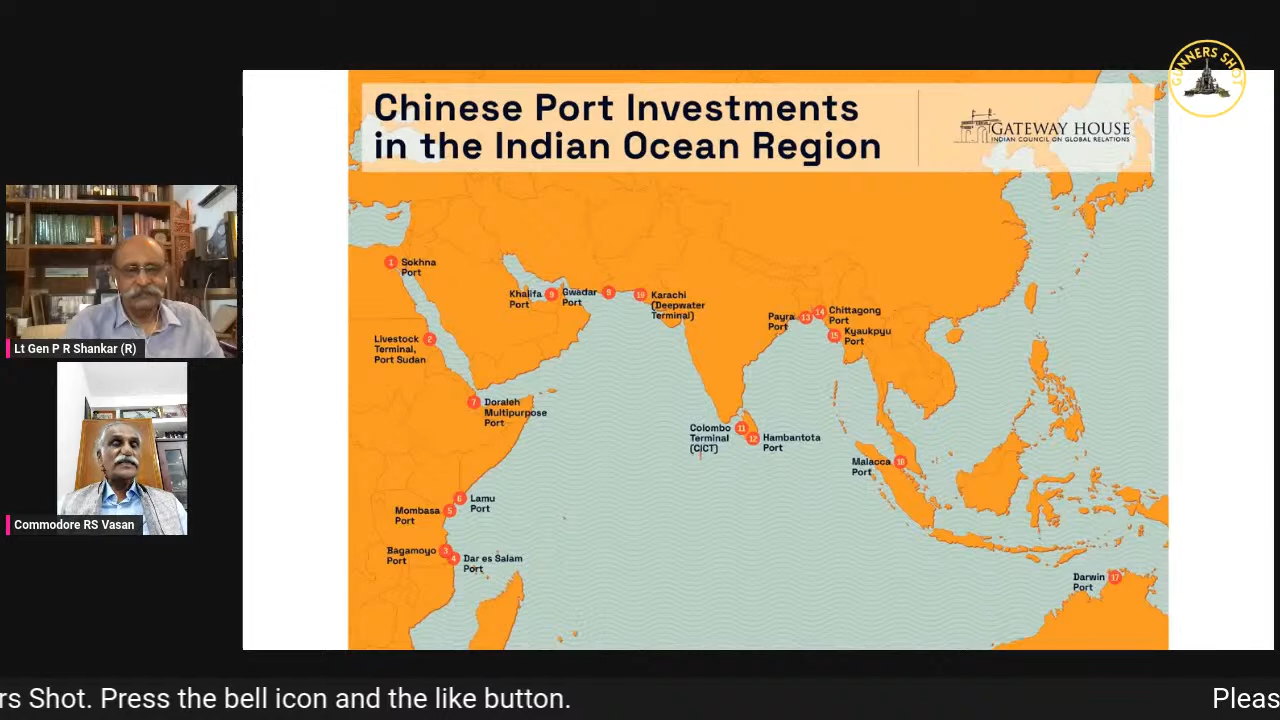 GUNNERS SHOT
Chinese Port Investments
in the Indian Ocean Region
GATEWAY HOUSE
INDIAN COUNCIL ON GLOBAL RELATIONS
1 Sokhna
Port
Khalifa 9
Port
Gwadar 9
Port
10 Karachi
(Deepwater
Terminal)
Payra 13
Port
14 Chittagong
Port
15 Kyaukpyu
Port
Livestock 2
Terminal,
Port Sudan
7 Doraleh
Multipurpose
Port
Colombo 11
Terminal
(CICT)
12 Hambantota
Port
Malacca 16
Port
6 Lamu
Port
Mombasa 5
Port
Bagamoyo 3
Port
4 Dar es Salam
Port
Darwin 17
Port
Lt Gen P R Shankar (R)
Commodore RS Vasan
rs Shot. Press the bell icon and the like button.
Pleas